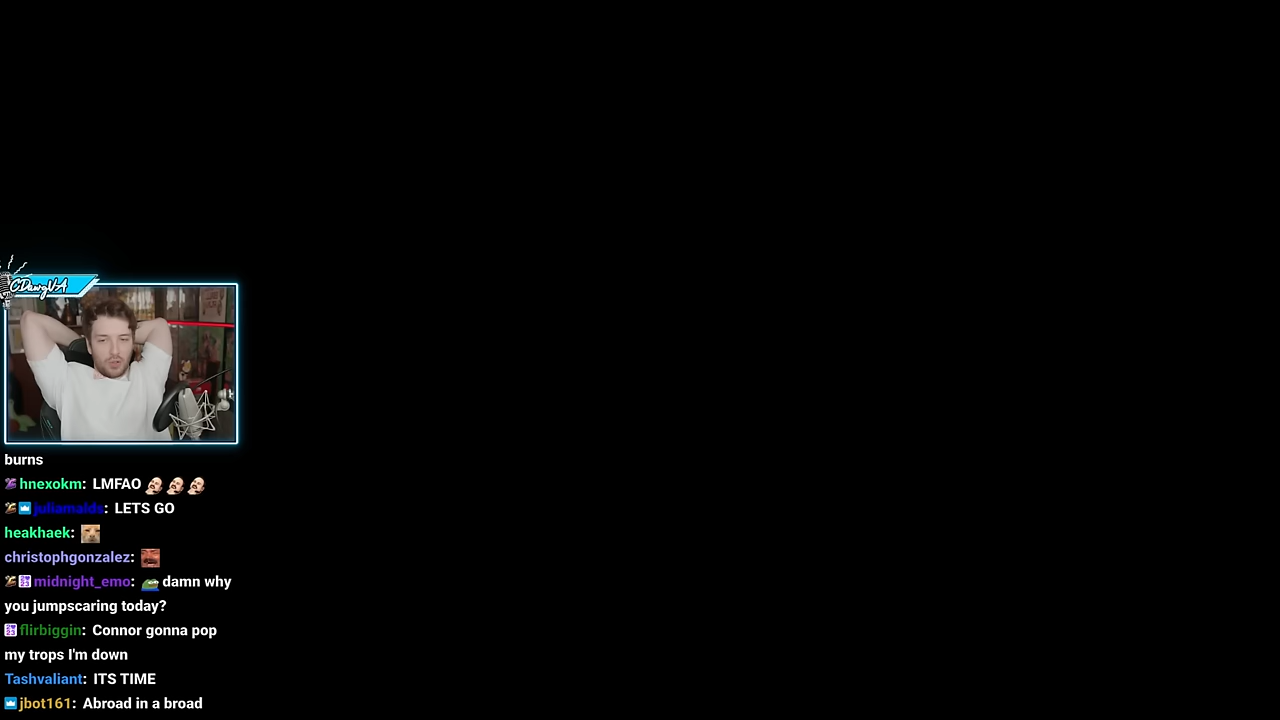 CDawgVA
burns
hnexokm: LMFAO
juliamalds: LETS GO
heakhaek:
christophgonzalez:
midnight_emo: damn why
you jumpscaring today?
flirbiggin: Connor gonna pop
my trops I'm down
Tashvaliant: ITS TIME
jbot161: Abroad in a broad